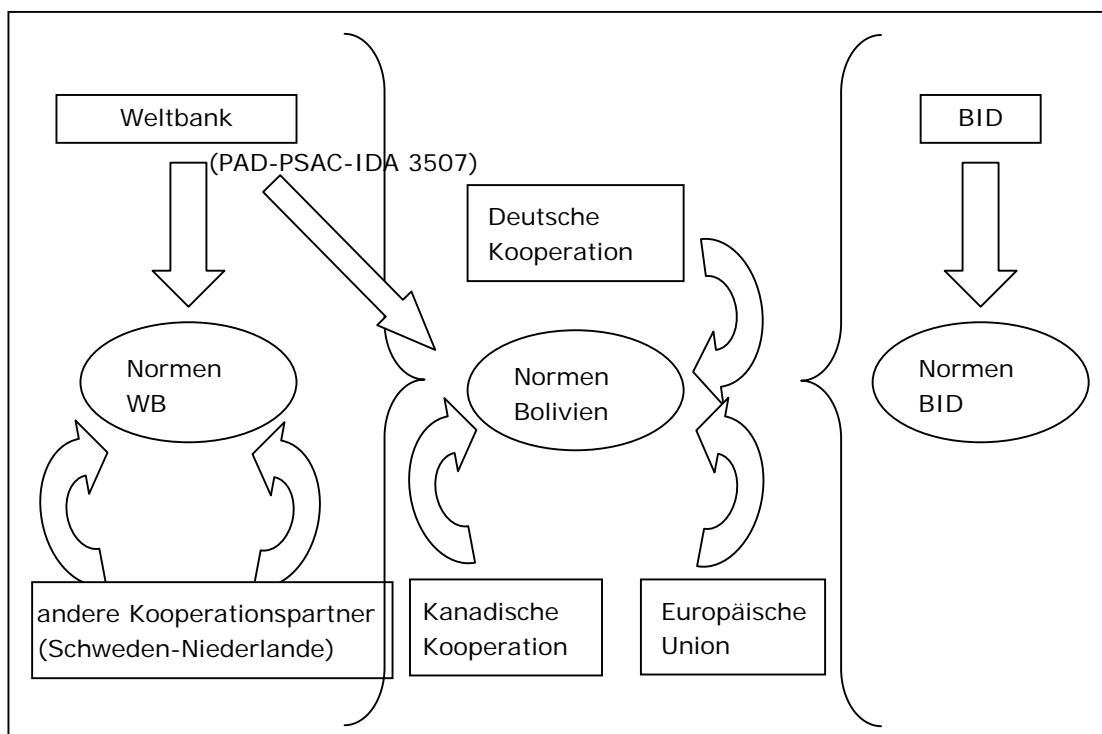 Weltbank
(PAD-PSAC-IDA 3507)
BID
Deutsche
Kooperation
Normen
WB
Normen
Bolivien
Normen
BID
andere Kooperationspartner
(Schweden-Niederlande)
Kanadische
Kooperation
Europäische
Union